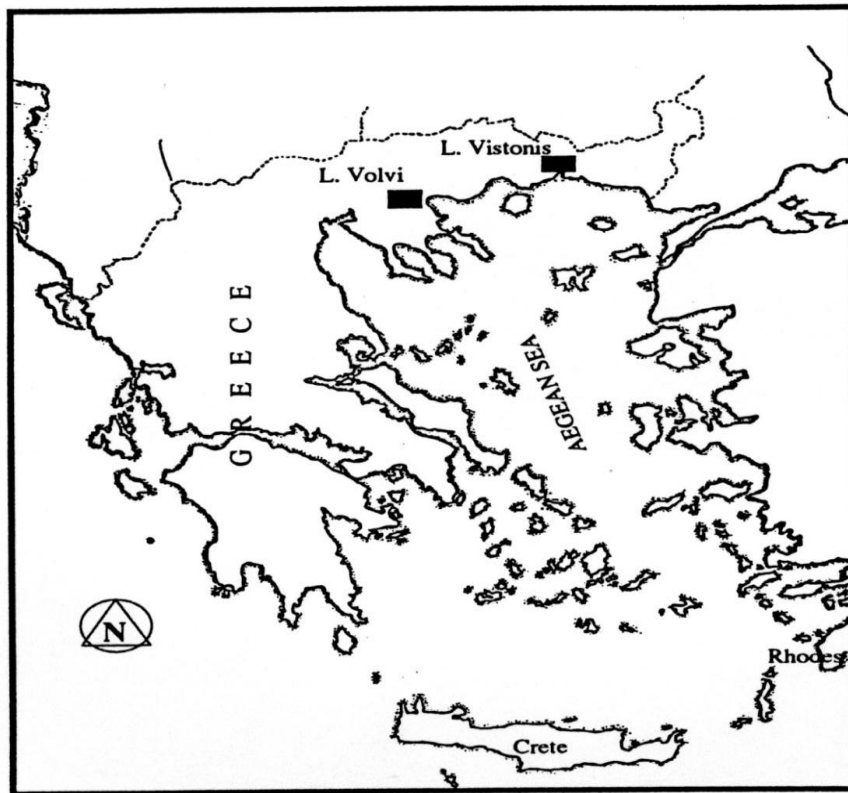 L. Vistonis
L. Volvi
GREECE
AEGEAN SEA
N
Rhodes
Crete